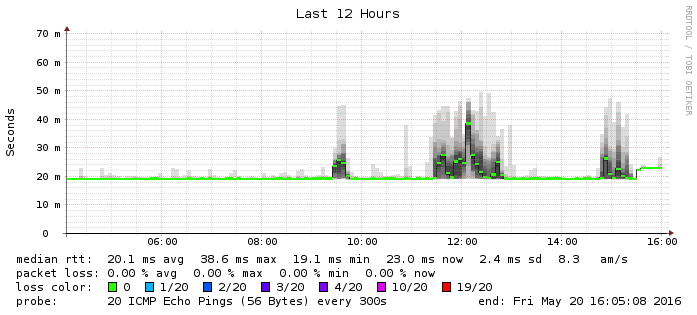 Last 12 Hours
RRDTOOL / TOBI OETIKER
Seconds
70 m
60 m
50 m
40 m
30 m
20 m
10 m
0
06:00 08:00 10:00 12:00 14:00 16:00
median rtt: 20.1 ms avg 38.6 ms max 19.1 ms min 23.0 ms now 2.4 ms sd 8.3 am/s
packet loss: 0.00 % avg 0.00 % max 0.00 % min 0.00 % now
loss color: 0 1/20 2/20 3/20 4/20 10/20 19/20
probe: 20 ICMP Echo Pings (56 Bytes) every 300s end: Fri May 20 16:05:08 2016